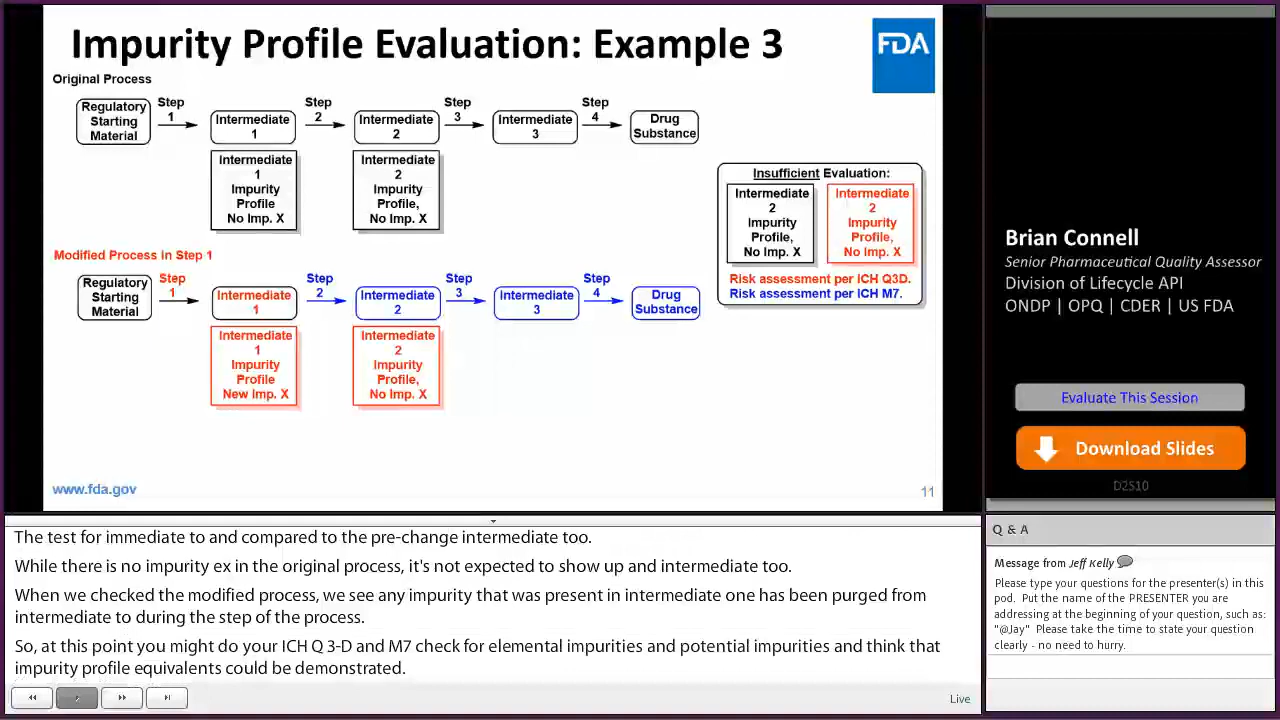 Impurity Profile Evaluation: Example 3
FDA
Original Process
Regulatory
Starting
Material
Step
1
Intermediate
1
Step
2
Intermediate
2
Step
3
Intermediate
3
Step
4
Drug
Substance
Intermediate
1
Impurity
Profile
No Imp. X
Intermediate
2
Impurity
Profile,
No Imp. X
Modified Process in Step 1
Regulatory
Starting
Material
Step
1
Intermediate
1
Step
2
Intermediate
2
Step
3
Intermediate
3
Step
4
Drug
Substance
Intermediate
1
Impurity
Profile
New Imp. X
Intermediate
2
Impurity
Profile,
No Imp. X
Insufficient Evaluation:
Intermediate
2
Impurity
Profile,
No Imp. X
Intermediate
2
Impurity
Profile,
No Imp. X
Risk assessment per ICH Q3D.
Risk assessment per ICH M7.
www.fda.gov
11
Brian Connell
Senior Pharmaceutical Quality Assessor
Division of Lifecycle API
ONDP | OPQ | CDER | US FDA
Evaluate This Session
Download Slides
D2S10
The test for immediate to and compared to the pre-change intermediate too.
While there is no impurity ex in the original process, it's not expected to show up and intermediate too.
When we checked the modified process, we see any impurity that was present in intermediate one has been purged from
intermediate to during the step of the process.
So, at this point you might do your ICH Q 3-D and M7 check for elemental impurities and potential impurities and think that
impurity profile equivalents could be demonstrated.
Live
Q & A
Message from Jeff Kelly
Please type your questions for the presenter(s) in this
pod. Put the name of the PRESENTER you are
addressing at the beginning of your question, such as:
"@Jay" Please take the time to state your question
clearly - no need to hurry.